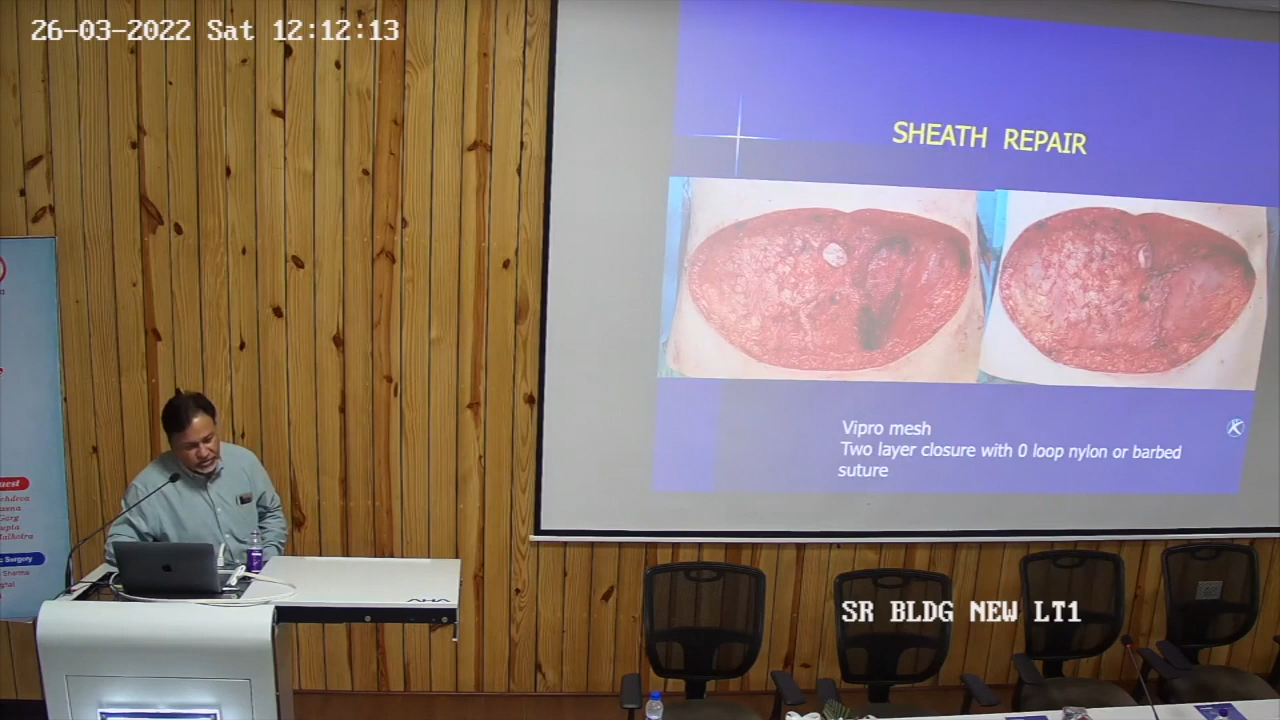 26-03-2022 Sat 12:12:13
SHEATH REPAIR
Vipro mesh
Two layer closure with 0 loop nylon or barbed
suture
SR BLDG NEW LT1